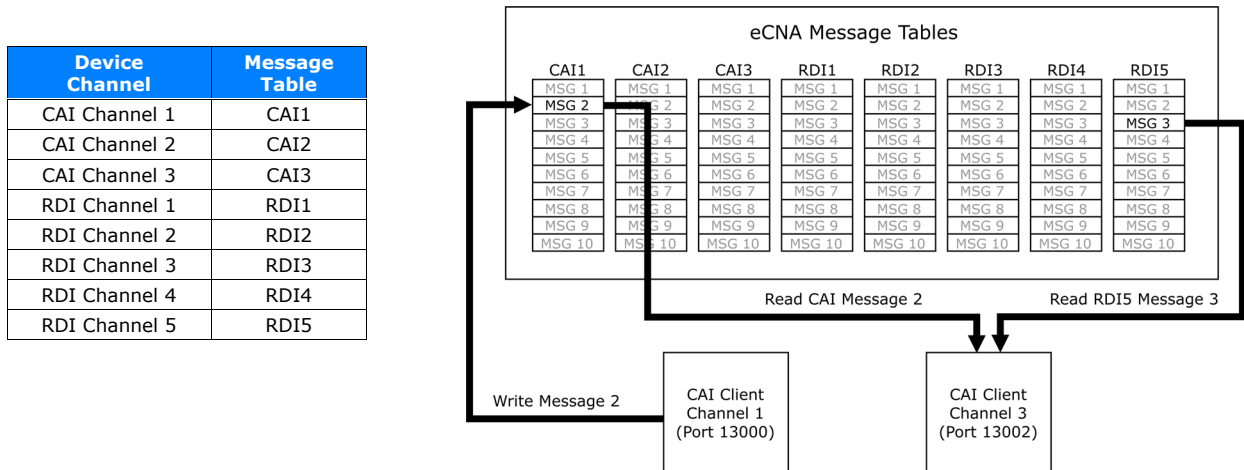 Device Channel Message Table
CAI Channel 1 CAI1
CAI Channel 2 CAI2
CAI Channel 3 CAI3
RDI Channel 1 RDI1
RDI Channel 2 RDI2
RDI Channel 3 RDI3
RDI Channel 4 RDI4
RDI Channel 5 RDI5
eCNA Message Tables
CAI1 CAI2 CAI3 RDI1 RDI2 RDI3 RDI4 RDI5
MSG 1 MSG 1 MSG 1 MSG 1 MSG 1 MSG 1 MSG 1 MSG 1
MSG 2 MSG 2 MSG 2 MSG 2 MSG 2 MSG 2 MSG 2 MSG 2
MSG 3 MSG 3 MSG 3 MSG 3 MSG 3 MSG 3 MSG 3 MSG 3
MSG 4 MSG 4 MSG 4 MSG 4 MSG 4 MSG 4 MSG 4 MSG 4
MSG 5 MSG 5 MSG 5 MSG 5 MSG 5 MSG 5 MSG 5 MSG 5
MSG 6 MSG 6 MSG 6 MSG 6 MSG 6 MSG 6 MSG 6 MSG 6
MSG 7 MSG 7 MSG 7 MSG 7 MSG 7 MSG 7 MSG 7 MSG 7
MSG 8 MSG 8 MSG 8 MSG 8 MSG 8 MSG 8 MSG 8 MSG 8
MSG 9 MSG 9 MSG 9 MSG 9 MSG 9 MSG 9 MSG 9 MSG 9
MSG 10 MSG 10 MSG 10 MSG 10 MSG 10 MSG 10 MSG 10 MSG 10
Read CAI Message 2 Read RDI5 Message 3
Write Message 2
CAI Client
Channel 1
(Port 13000)
CAI Client
Channel 3
(Port 13002)